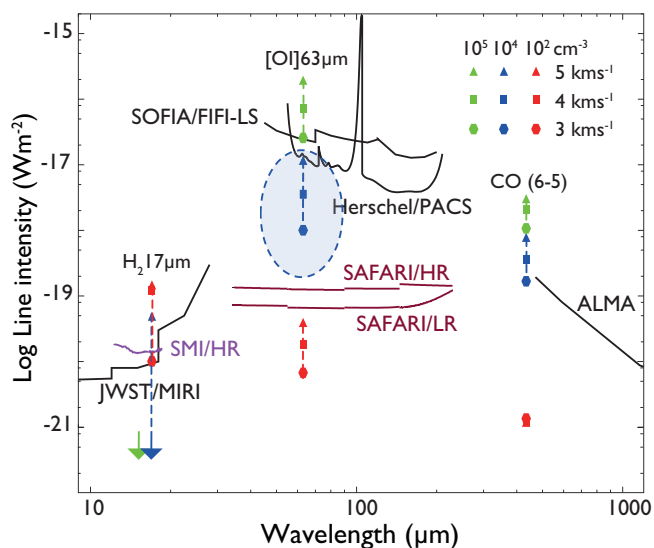 -15
-17
-19
-21
Log Line intensity (Wm⁻²)
[OI]63µm
10⁵ 10⁴ 10² cm⁻³
5 kms⁻¹
4 kms⁻¹
3 kms⁻¹
SOFIA/FIFI-LS
Herschel/PACS
CO (6-5)
H₂17µm
SAFARI/HR
SAFARI/LR
ALMA
SMI/HR
JWST/MIRI
10 100 1000
Wavelength (µm)